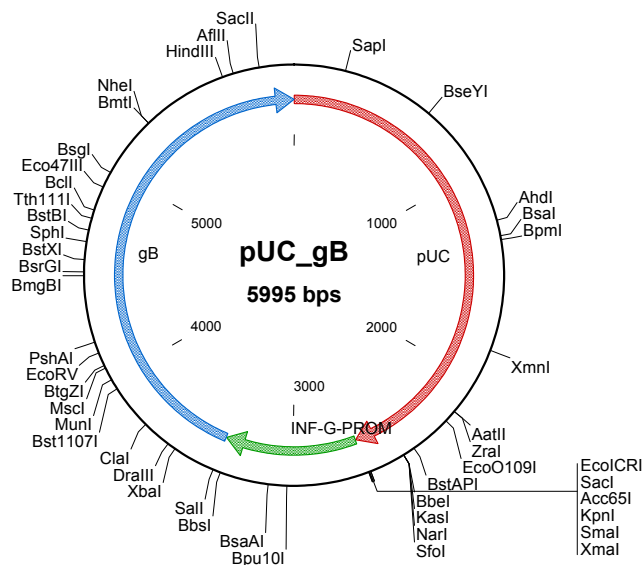 SacII
AflII
HindIII
SapI
BseYI
NheI
BmtI
BsgI
Eco47III
BclI
Tth111I
BstBI
SphI
BstXI
BsrGI
BmgBI
AhdI
BsaI
BpmI
5000
1000
gB
pUC_gB
pUC
5995 bps
4000
2000
3000
INF-G-PROM
PshAI
EcoRV
BtgZI
MscI
MunI
Bst1107I
XmnI
ClaI
DraIII
XbaI
SalI
BbsI
BsaAI
Bpu10I
AatII
ZraI
EcoO109I
BstAPI
BbeI
KasI
NarI
SfoI
EcoICRI
SacI
Acc65I
KpnI
SmaI
XmaI